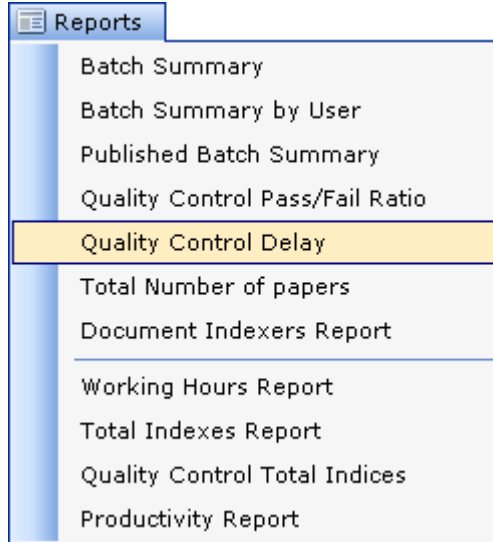 Reports
Batch Summary
Batch Summary by User
Published Batch Summary
Quality Control Pass/Fail Ratio
Quality Control Delay
Total Number of papers
Document Indexers Report
Working Hours Report
Total Indexes Report
Quality Control Total Indices
Productivity Report